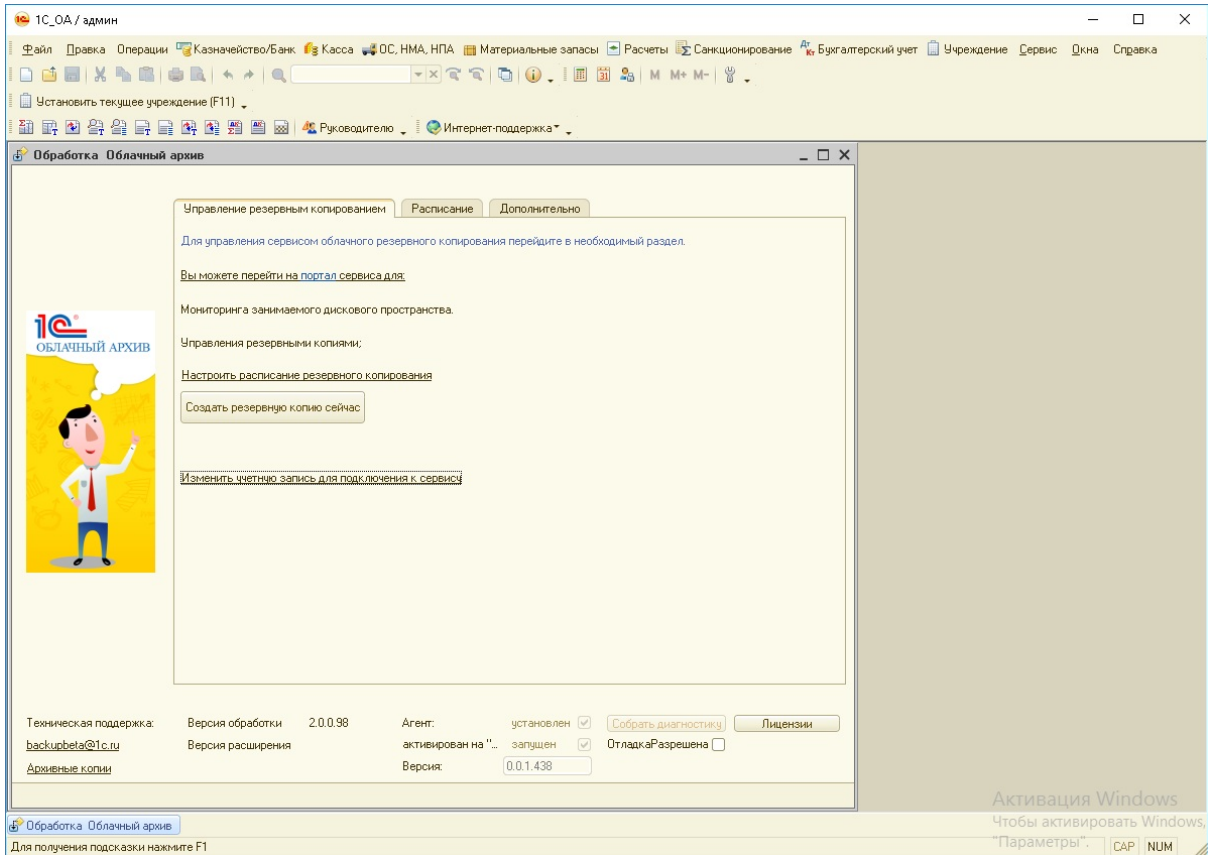 1С_ОА / админ
Файл Правка Операции Казначейство/Банк Касса ОС, НМА, НПА Материальные запасы Расчеты Санкционирование Бухгалтерский учет Учреждение Сервис Окна Справка
M M+ M-
Установить текущее учреждение (F11)
Руководителю Интернет-поддержка
Обработка Облачный архив
Управление резервным копированием Расписание Дополнительно
Для управления сервисом облачного резервного копирования перейдите в необходимый раздел.
Вы можете перейти на портал сервиса для:
Мониторинга занимаемого дискового пространства.
1С
ОБЛАЧНЫЙ АРХИВ
Управления резервными копиями;
Настроить расписание резервного копирования
Создать резервную копию сейчас
Изменить учетную запись для подключения к сервису
Техническая поддержка: Версия обработки 2.0.0.98 Агент: установлен Собрать диагностику Лицензии
backupbeta@1c.ru Версия расширения активирован на "... запущен ОтладкаРазрешена
Архивные копии Версия: 0.0.1.438
Активация Windows
Чтобы активировать Windows,
"Параметры".
Обработка Облачный архив
Для получения подсказки нажмите F1 CAP NUM